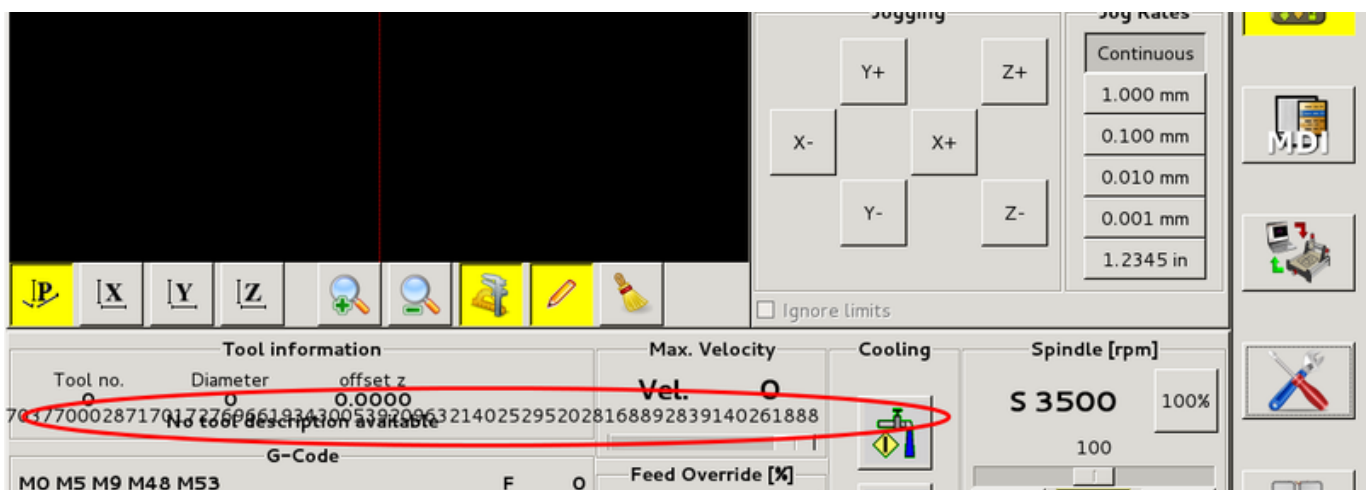 Jogging
Jog Rates
Continuous
Y+
Z+
1.000 mm
X-
X+
0.100 mm
0.010 mm
Y-
Z-
0.001 mm
1.2345 in
MDI
P
X
Y
Z
Ignore limits
Tool information
Max. Velocity
Cooling
Spindle [rpm]
Tool no.
Diameter
offset z
0
0
0.0000
Vel. 0
S 3500
100%
No tool description available
100
G-Code
Feed Override [%]
M0 M5 M9 M48 M53
F 0